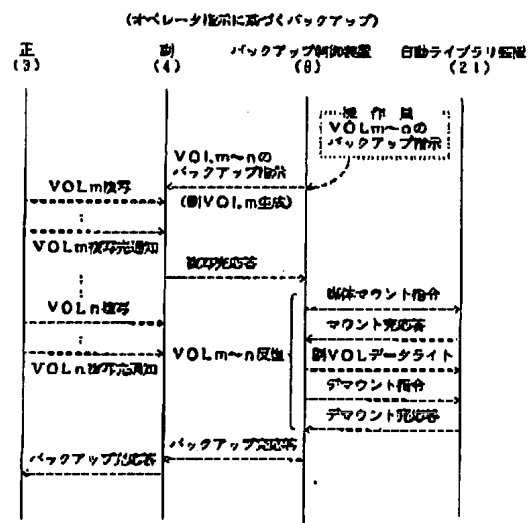 (オペレータ指示に基づくバックアップ)
正 副 バックアップ制御装置 自動ライブラリ装置
(3) (4) (8) (21)
操作員
VOLm〜nの
バックアップ指示
VOLm〜nの
バックアップ指示
VOLm複写
(副VOLm生成)
VOLm複写完通知
複写完応答
媒体マウント指令
VOLn複写
マウント完応答
VOLm〜n反復
副VOLデータライト
VOLn複写完通知
デマウント指令
デマウント完応答
バックアップ完応答
バックアップ完応答